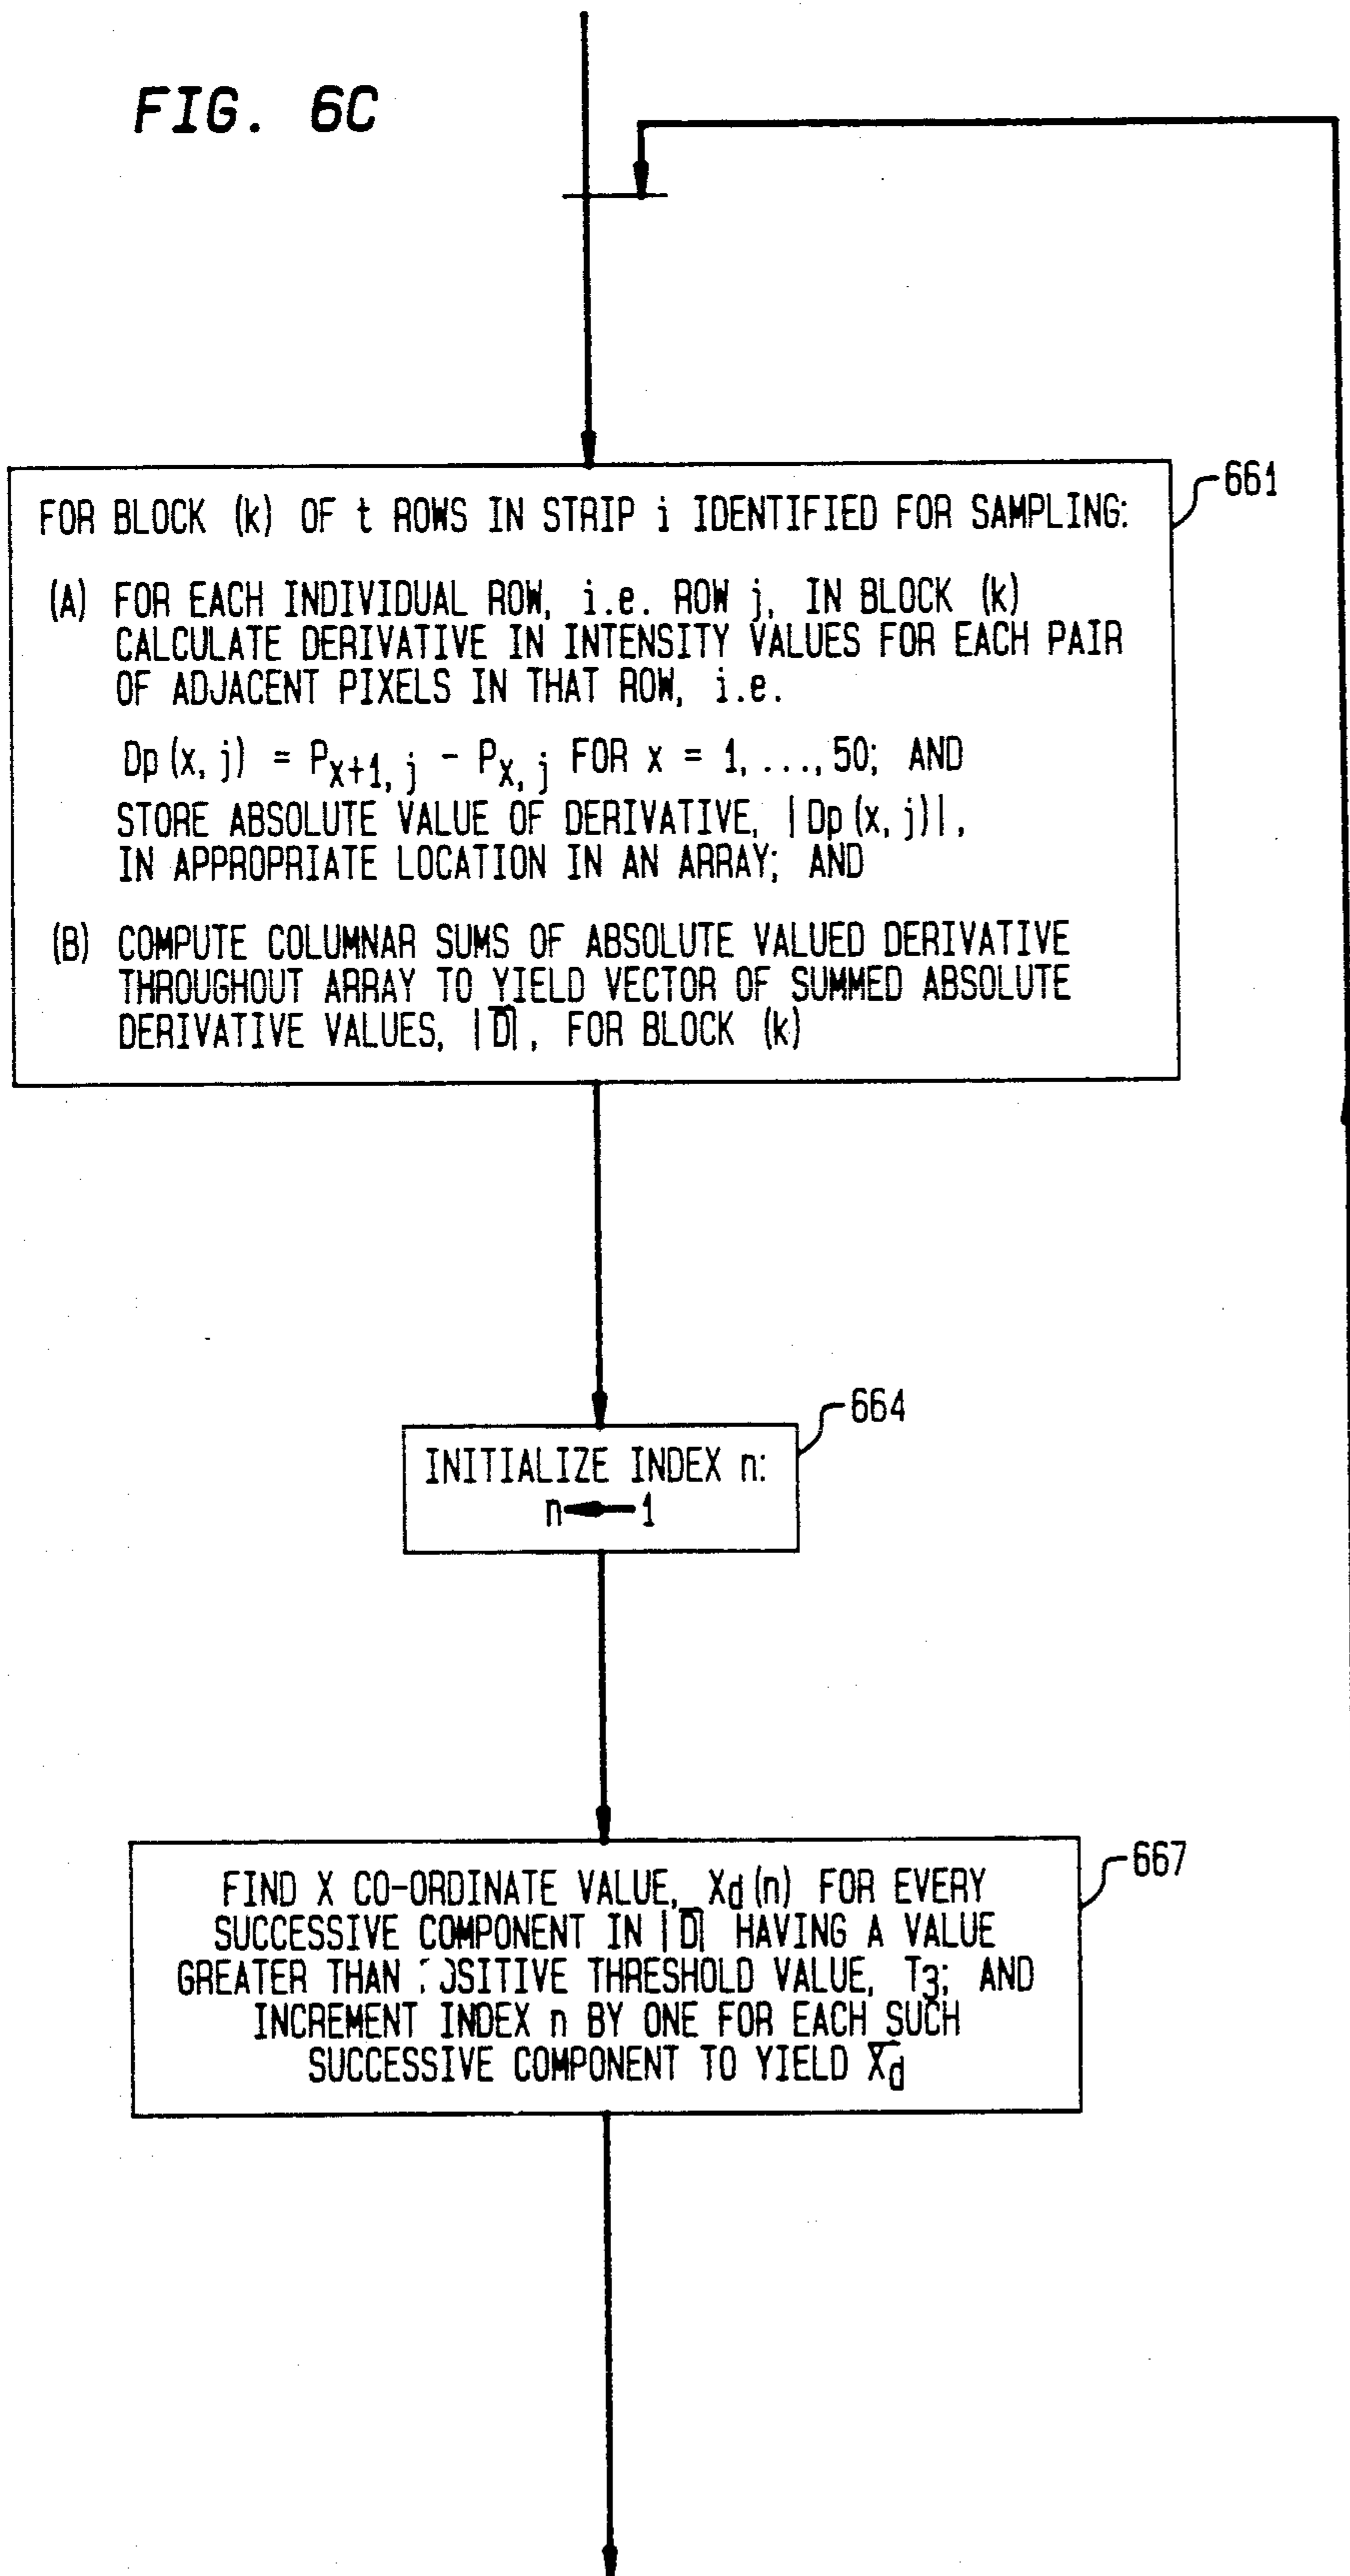 FIG. 6C
661
FOR BLOCK (k) OF t ROWS IN STRIP i IDENTIFIED FOR SAMPLING:
(A) FOR EACH INDIVIDUAL ROW, i.e. ROW j, IN BLOCK (k)
CALCULATE DERIVATIVE IN INTENSITY VALUES FOR EACH PAIR
OF ADJACENT PIXELS IN THAT ROW, i.e.
Dp(x, j) = Pₓ₊₁, ⱼ - Pₓ, ⱼ FOR x = 1, ..., 50; AND
STORE ABSOLUTE VALUE OF DERIVATIVE, |Dp(x, j)|,
IN APPROPRIATE LOCATION IN AN ARRAY; AND
(B) COMPUTE COLUMNAR SUMS OF ABSOLUTE VALUED DERIVATIVE
THROUGHOUT ARRAY TO YIELD VECTOR OF SUMMED ABSOLUTE
DERIVATIVE VALUES, |D̅|, FOR BLOCK (k)
664
INITIALIZE INDEX n:
n ← 1
667
FIND X CO-ORDINATE VALUE, Xd(n) FOR EVERY
SUCCESSIVE COMPONENT IN |D̅| HAVING A VALUE
GREATER THAN THRESHOLD VALUE, T₃; AND
INCREMENT INDEX n BY ONE FOR EACH SUCH
SUCCESSIVE COMPONENT TO YIELD X̅d